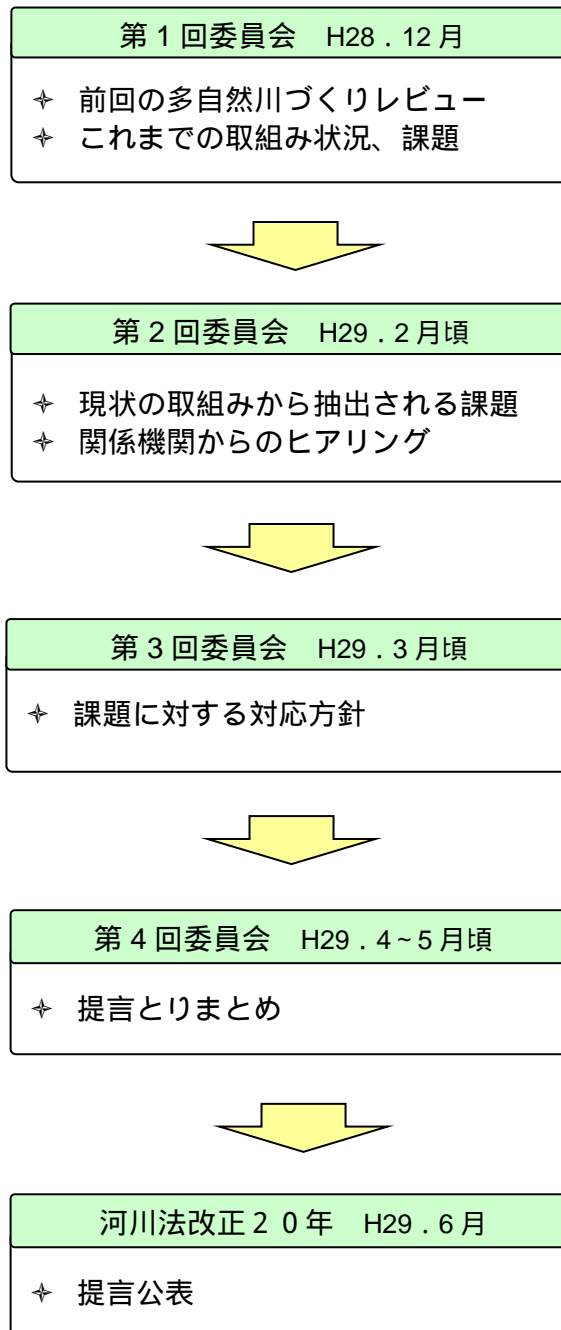 第１回委員会　H28．12月
✧ 前回の多自然川づくりレビュー
✧ これまでの取組み状況、課題
第２回委員会　H29．2月頃
✧ 現状の取組みから抽出される課題
✧ 関係機関からのヒアリング
第３回委員会　H29．3月頃
✧ 課題に対する対応方針
第４回委員会　H29．4~5月頃
✧ 提言とりまとめ
河川法改正２０年　H29．6月
✧ 提言公表